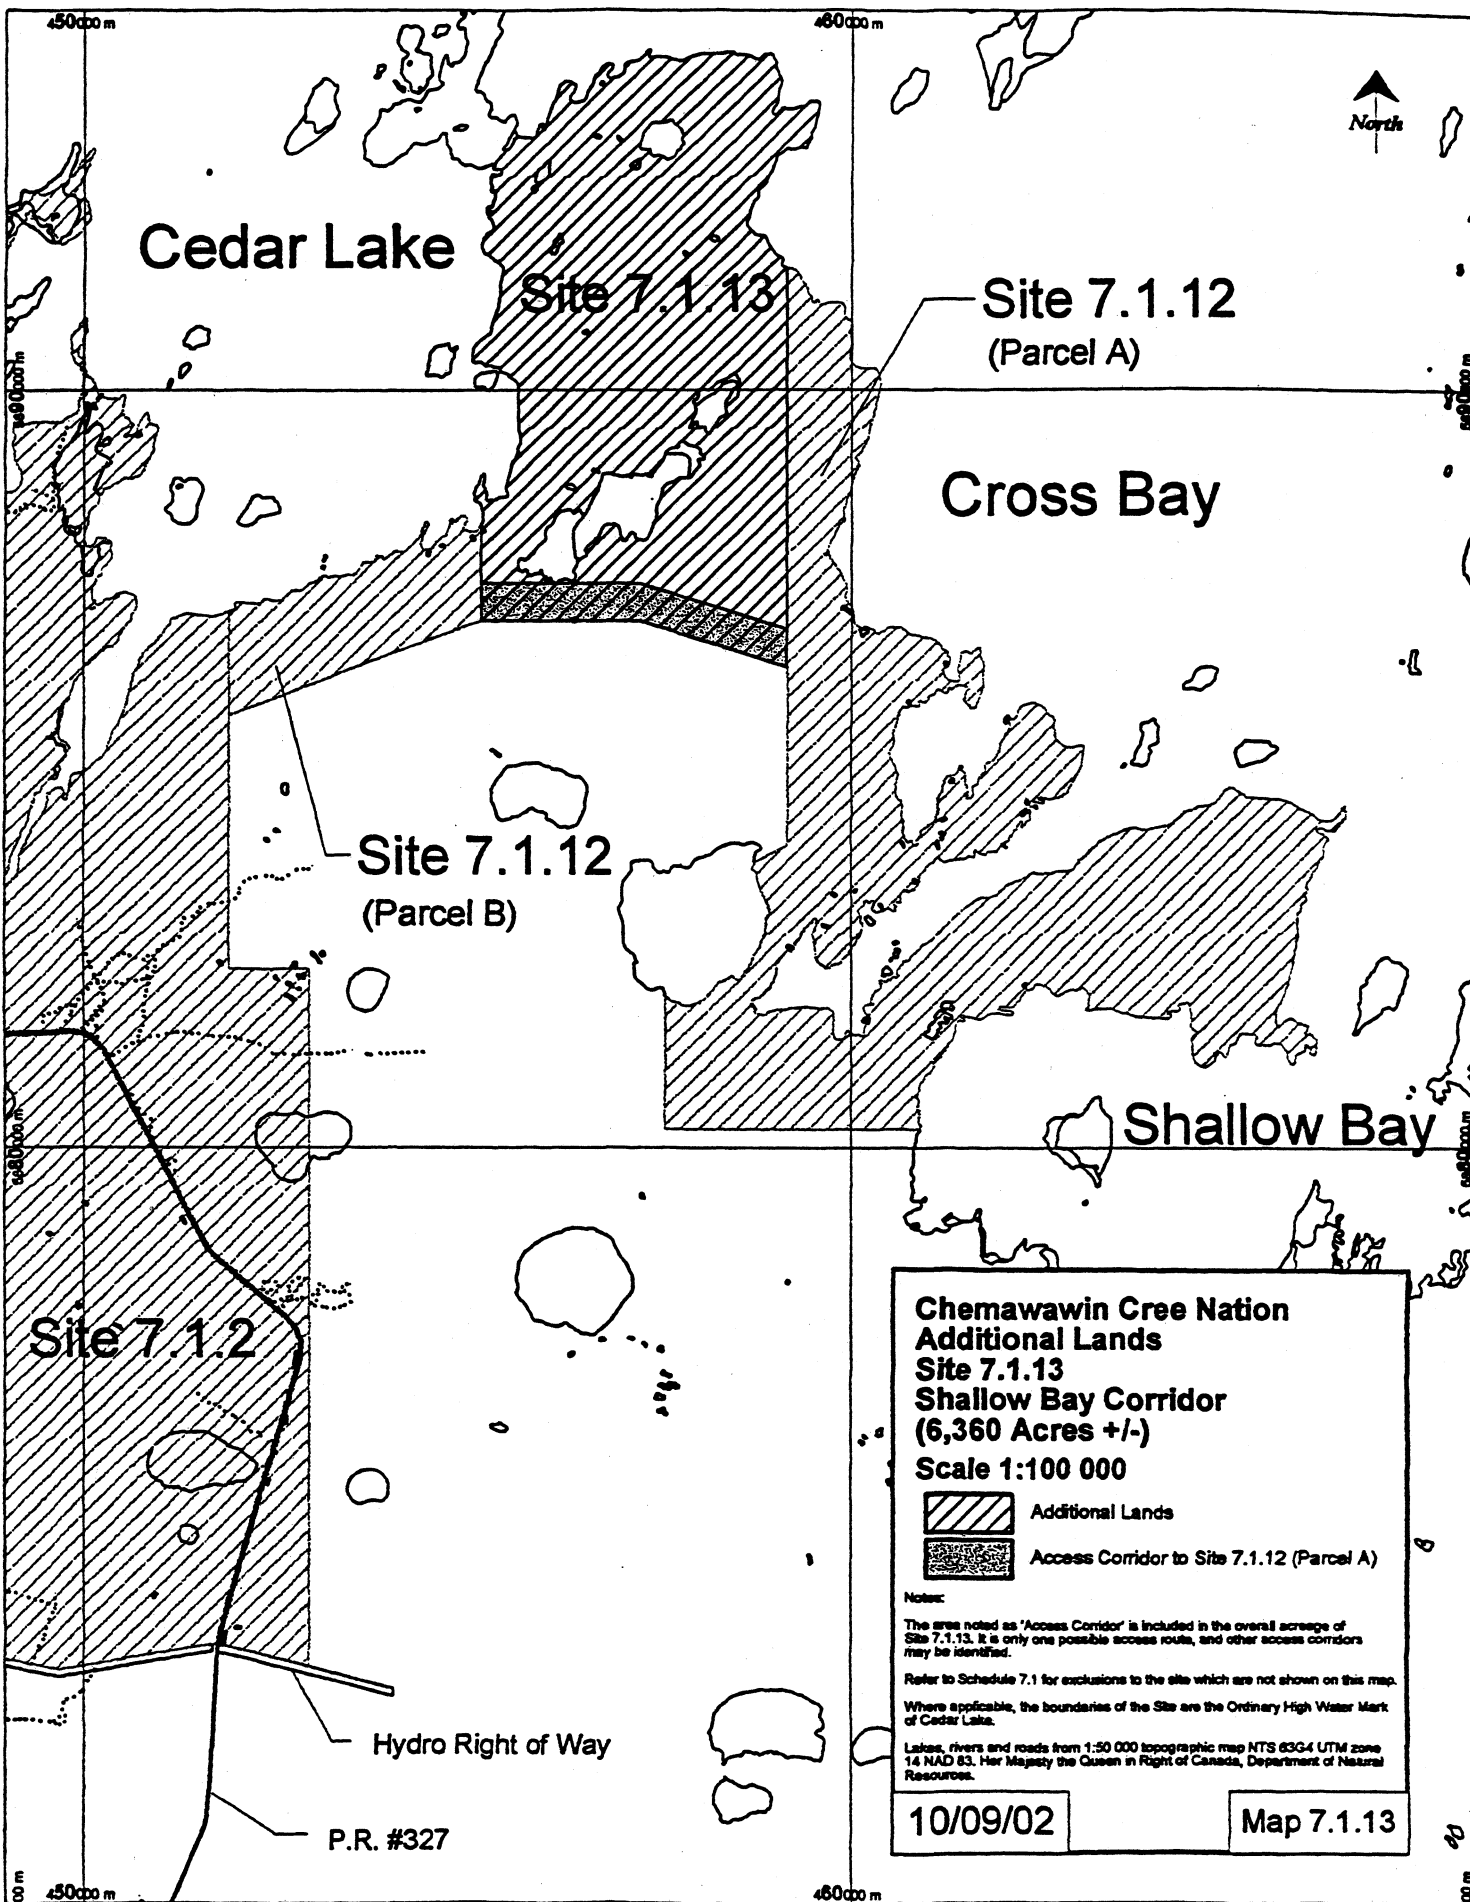 450000 m
460000 m
North
Cedar Lake
Site 7.1.13
Site 7.1.12
(Parcel A)
Cross Bay
Site 7.1.12
(Parcel B)
Shallow Bay
Site 7.1.2
Chemawawin Cree Nation
Additional Lands
Site 7.1.13
Shallow Bay Corridor
(6,360 Acres +/-)
Scale 1:100 000
Additional Lands
Access Corridor to Site 7.1.12 (Parcel A)
Notes:
The area noted as 'Access Corridor' is included in the overall acreage of
Site 7.1.13. It is only one possible access route, and other access corridors
may be identified.
Refer to Schedule 7.1 for exclusions to the site which are not shown on this map.
Where applicable, the boundaries of the Site are the Ordinary High Water Mark
of Cedar Lake.
Lakes, rivers and roads from 1:50 000 topographic map NTS 63G4 UTM zone
14 NAD 83. Her Majesty the Queen in Right of Canada, Department of Natural
Resources.
10/09/02
Map 7.1.13
Hydro Right of Way
P.R. #327
450000 m
460000 m